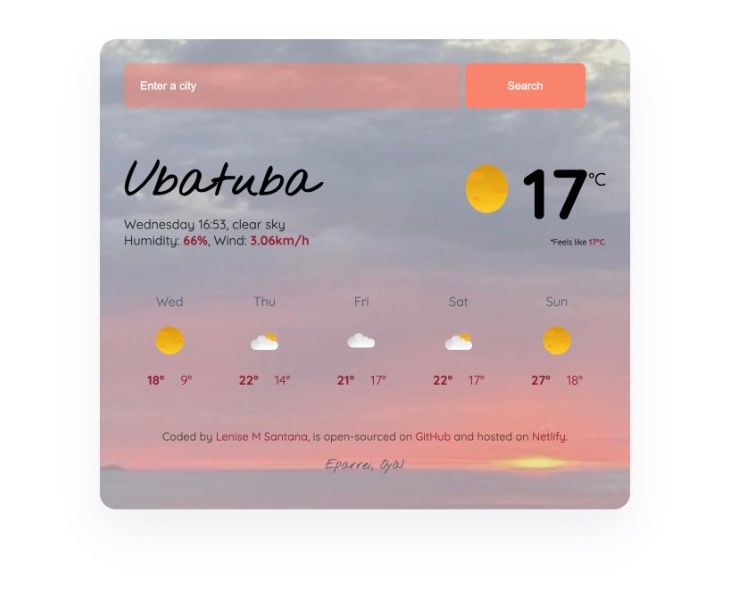 Enter a city Search
Ubatuba
17°C
Wednesday 16:53, clear sky
Humidity: 66%, Wind: 3.06km/h
*Feels like 17°C.
Wed Thu Fri Sat Sun
18° 9° 22° 14° 21° 17° 22° 17° 27° 18°
Coded by Lenise M Santana, is open-sourced on GitHub and hosted on Netlify.
Eparrei, Oyá!